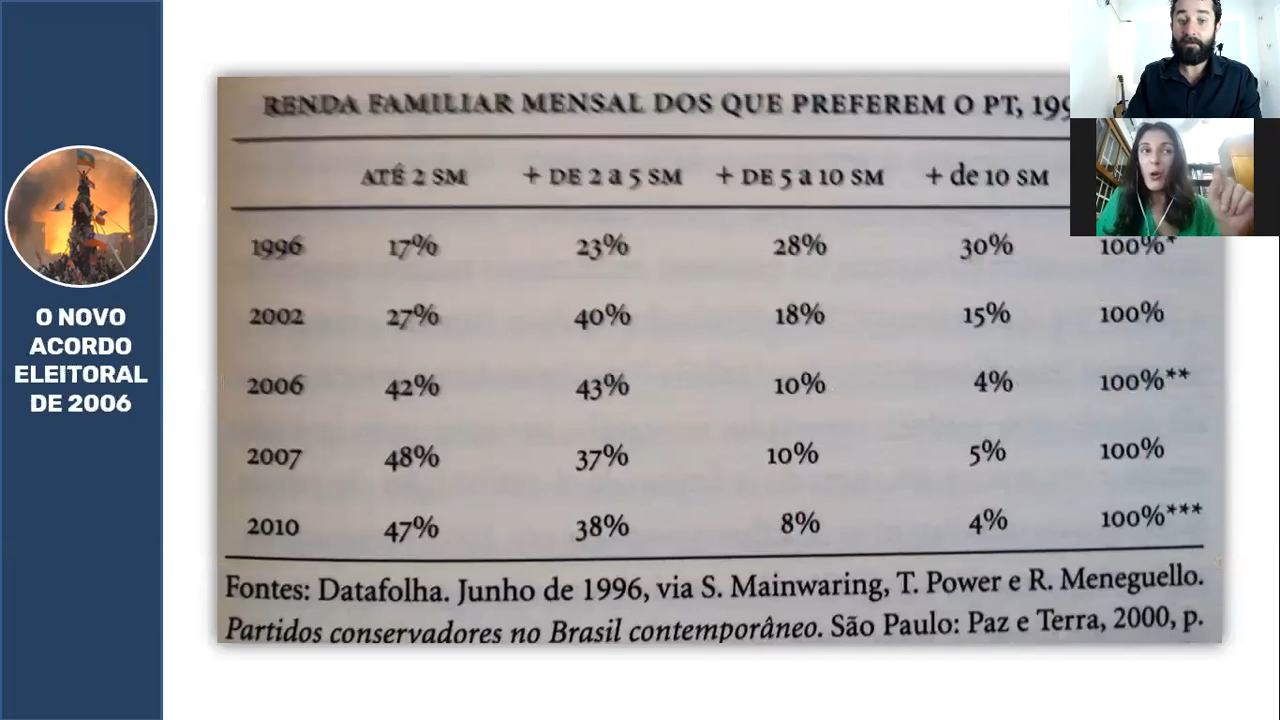 O NOVO
ACORDO
ELEITORAL
DE 2006
RENDA FAMILIAR MENSAL DOS QUE PREFEREM O PT,
ATÊ 2 SM + DE 2 a 5 SM + DE 5 a 10 SM + de 10 SM
1996 17% 23% 28% 30% 100%*
2002 27% 40% 18% 15% 100%
2006 42% 43% 10% 4% 100%**
2007 48% 37% 10% 5% 100%
2010 47% 38% 8% 4% 100%***
Fontes: Datafolha. Junho de 1996, via S. Mainwaring, T. Power e R. Meneguello.
Partidos conservadores no Brasil contemporâneo. São Paulo: Paz e Terra, 2000, p.